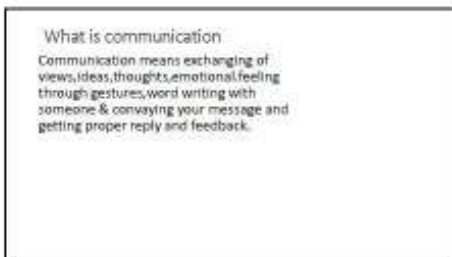 What is communication
Communication means exchanging of
views,ideas,thoughts,emotional.feeling
through gestures,word writing with
someone & convaying your message and
getting proper reply and feedback.